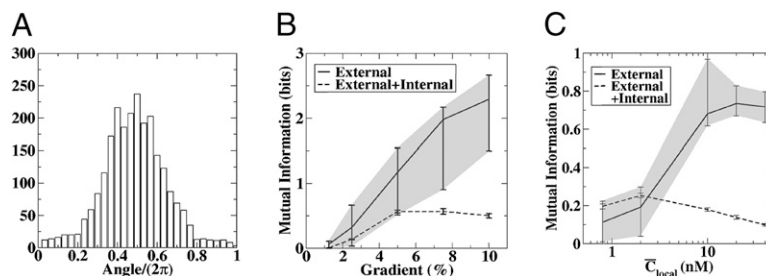 A
300
250
200
150
100
50
0
0 0.2 0.4 0.6 0.8 1
Angle/(2π)
B
Mutual Information (bits)
4
3
2
1
0
External
External+Internal
0 2 4 6 8 10
Gradient (%)
C
Mutual Information (bits)
1
0.8
0.6
0.4
0.2
0
External
External
+Internal
1 10
C̅local (nM)